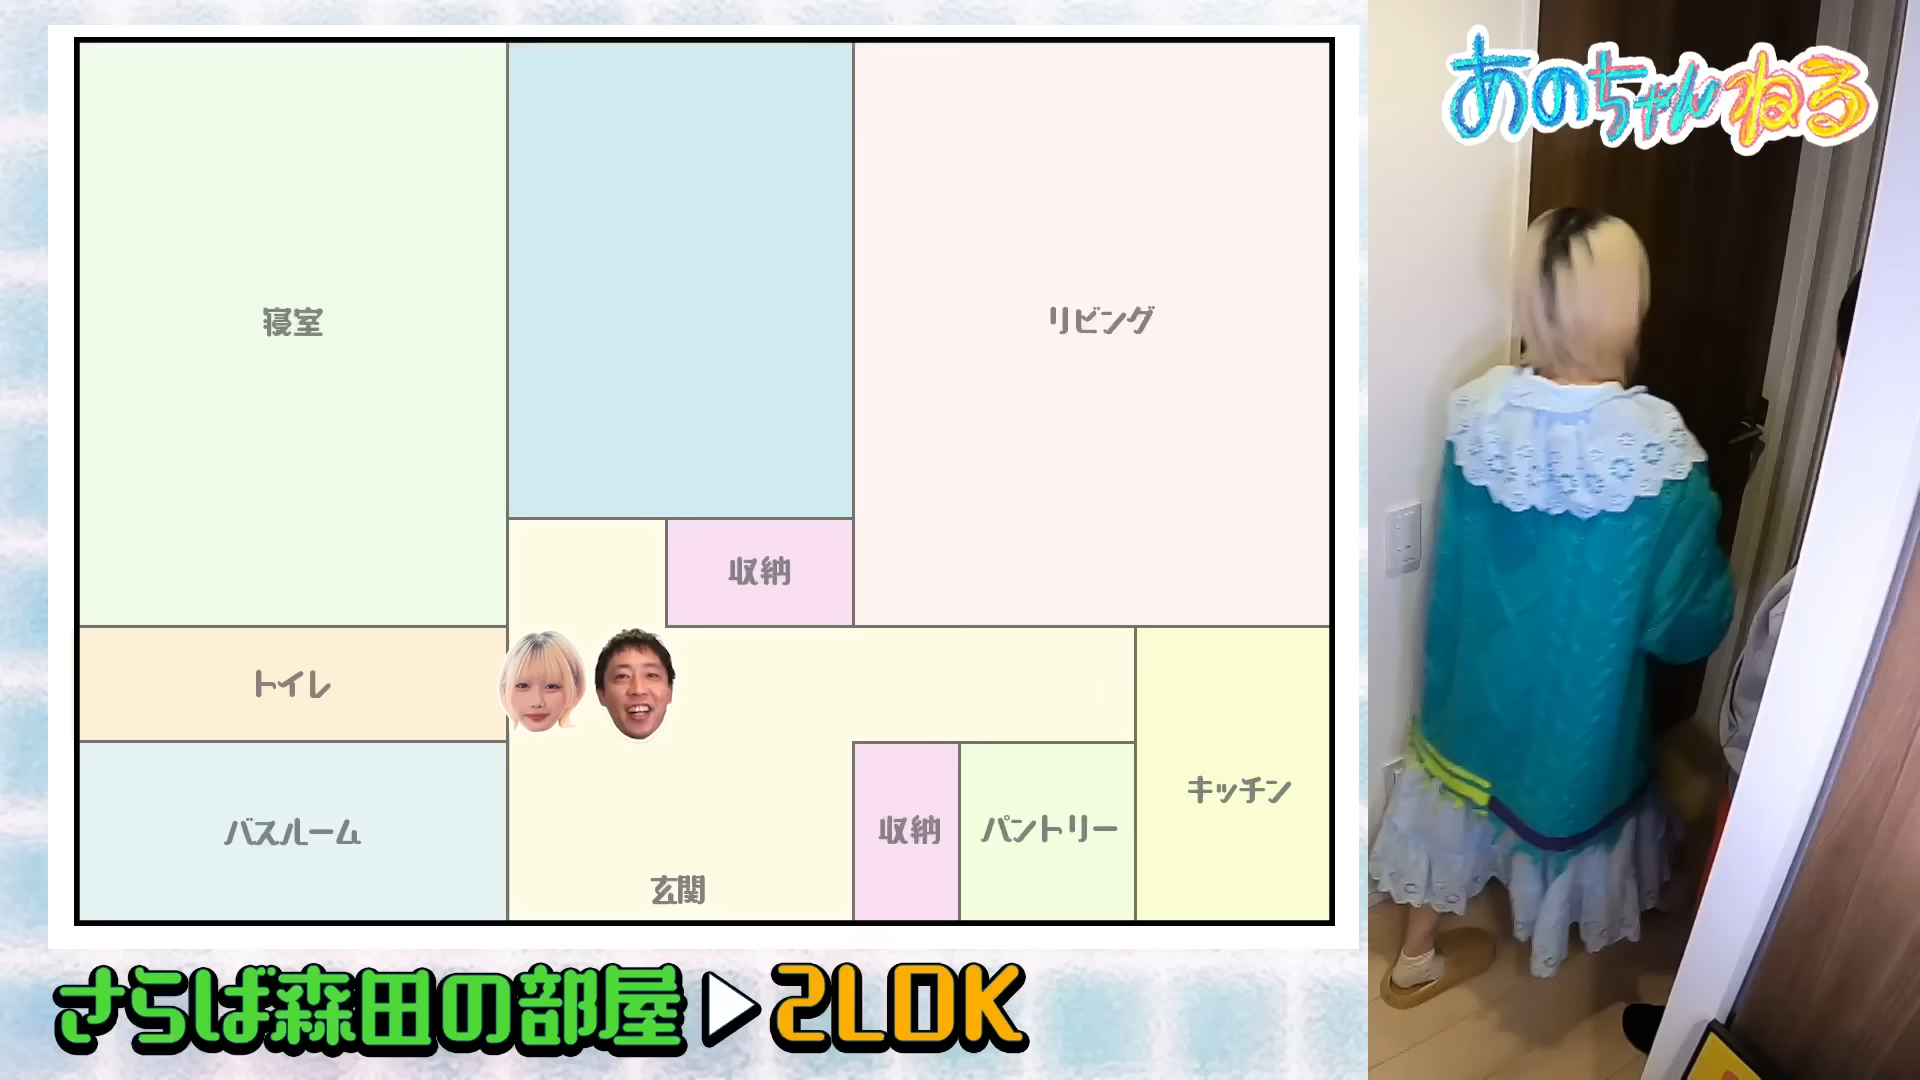 あのちゃんねる
寝室
リビング
収納
トイレ
バスルーム
玄関
収納
パントリー
キッチン
さらば森田の部屋▶2LDK